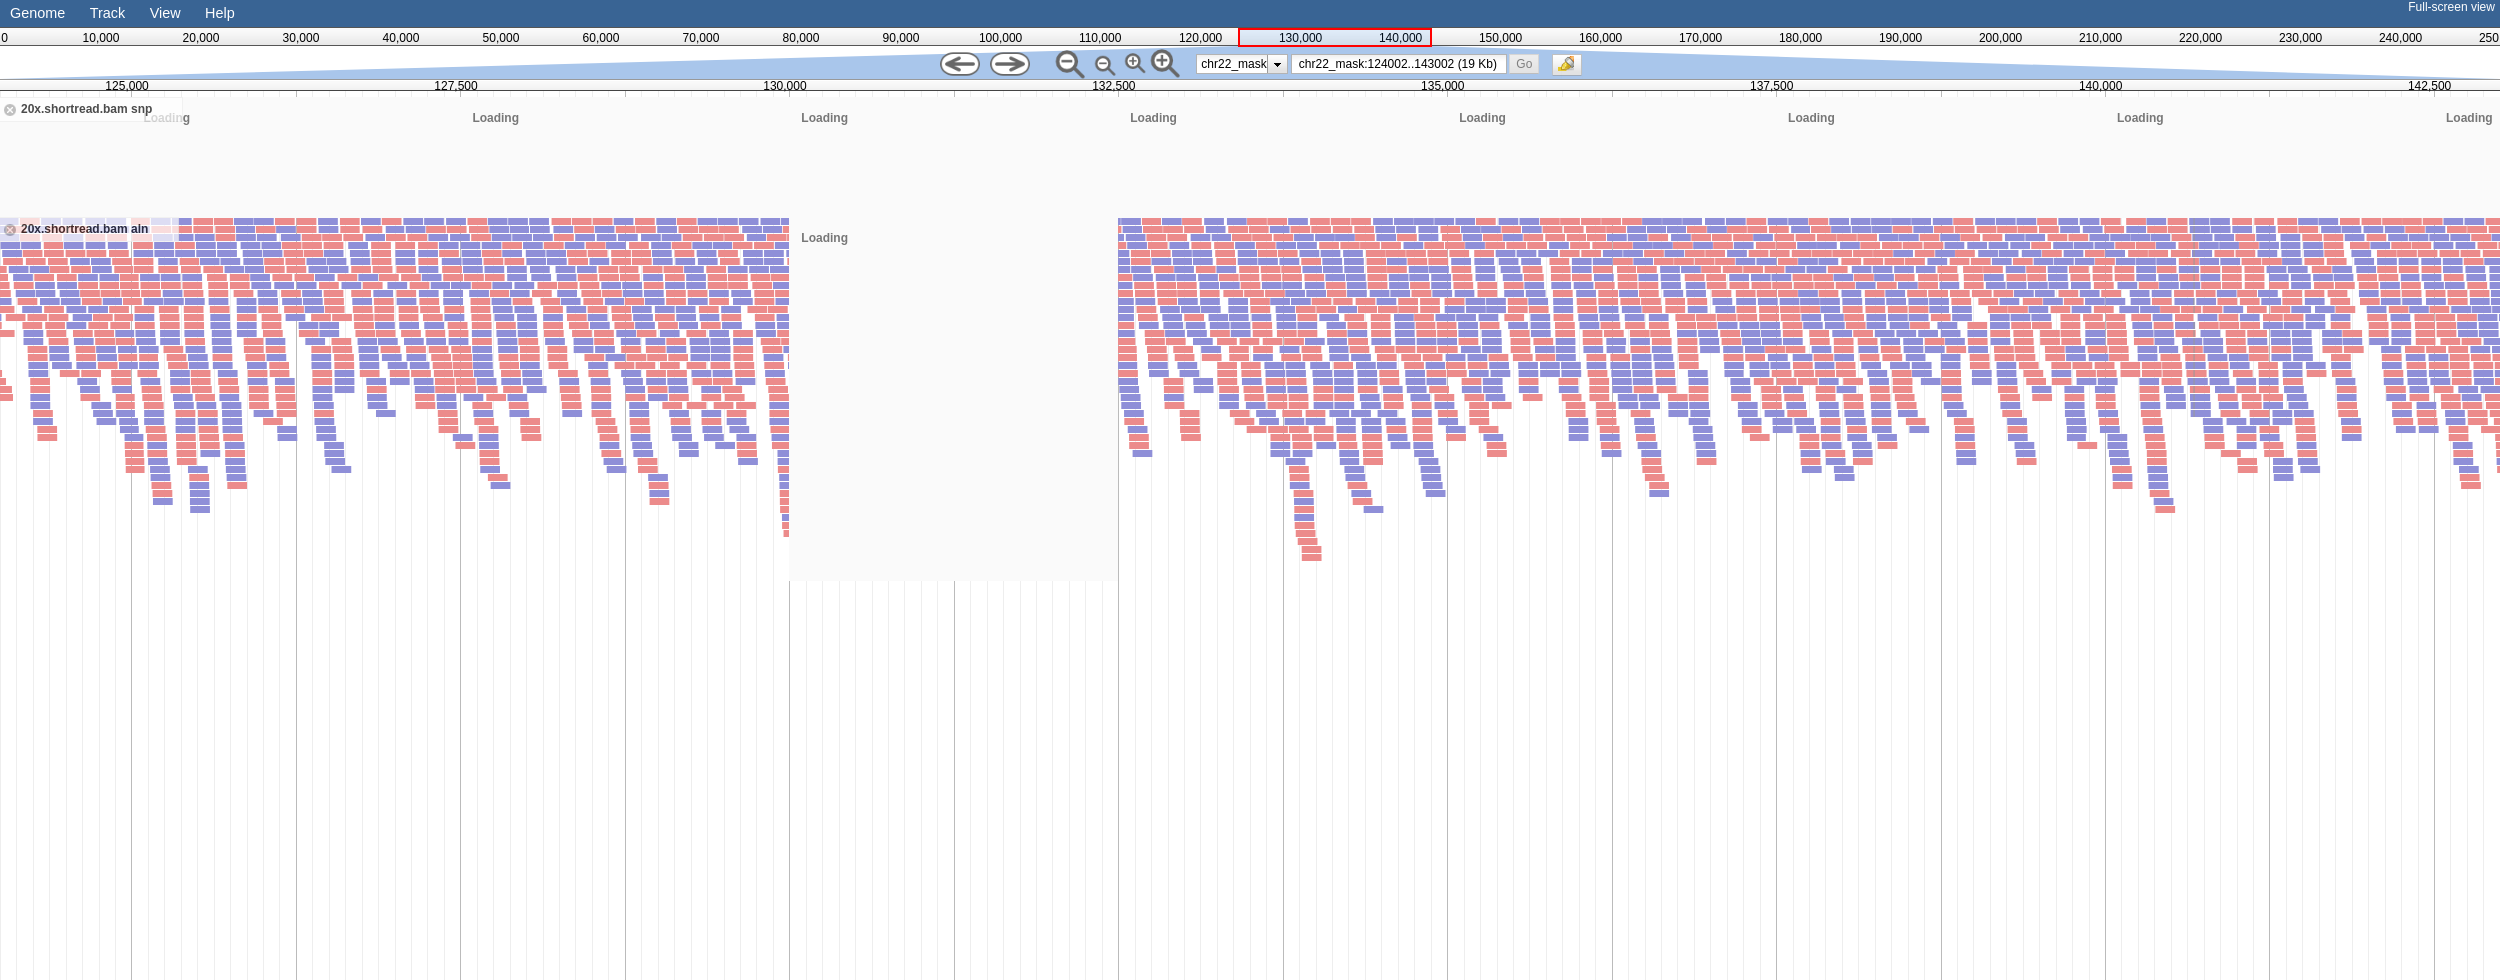 Genome Track View Help Full-screen view
0 10,000 20,000 30,000 40,000 50,000 60,000 70,000 80,000 90,000 100,000 110,000 120,000 130,000 140,000 150,000 160,000 170,000 180,000 190,000 200,000 210,000 220,000 230,000 240,000 250
chr22_mask chr22_mask:124002..143002 (19 Kb) Go
125,000 127,500 130,000 132,500 135,000 137,500 140,000 142,500
20x.shortread.bam snp
Loading Loading Loading Loading Loading Loading Loading Loading
20x.shortread.bam aln
Loading